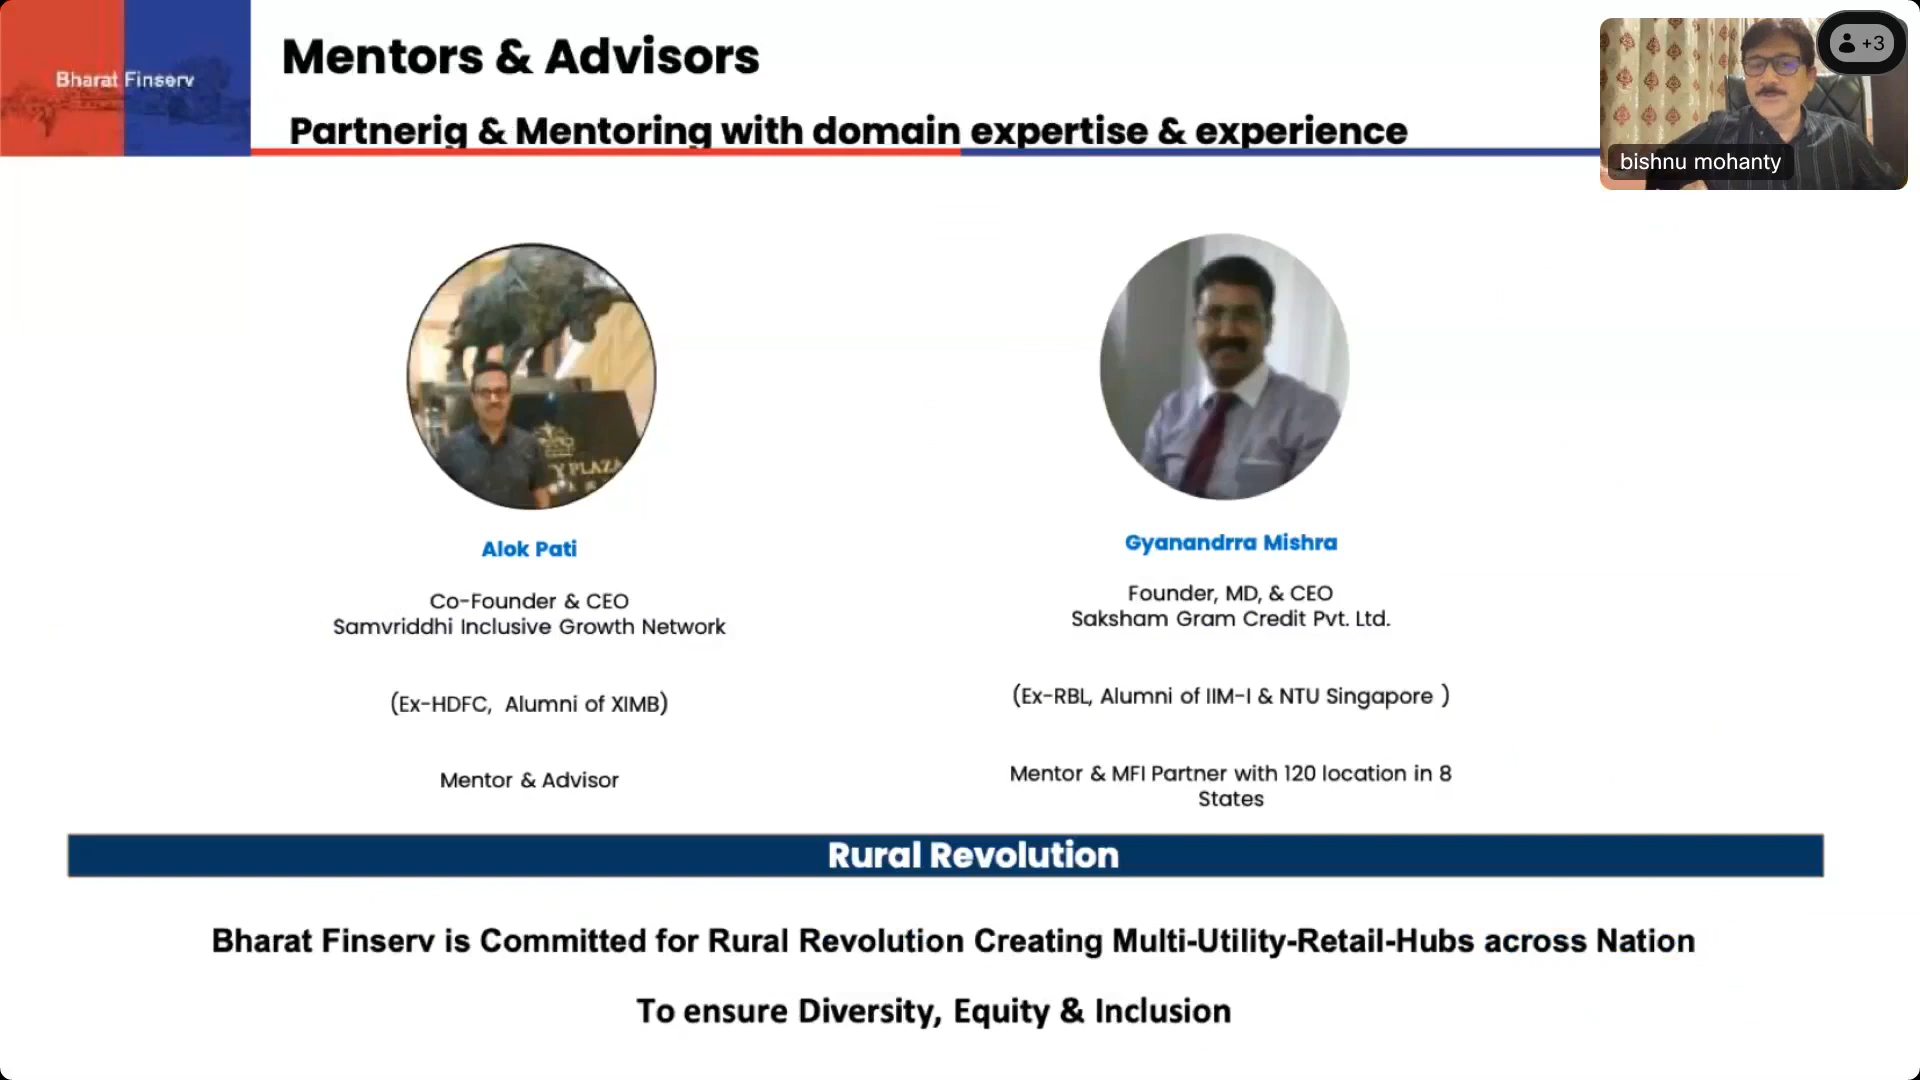 Bharat Finserv
Mentors & Advisors
Partnerig & Mentoring with domain expertise & experience
+3
bishnu mohanty
Y PLAZA
Alok Pati
Co-Founder & CEO
Samvriddhi Inclusive Growth Network
(Ex-HDFC, Alumni of XIMB)
Mentor & Advisor
Gyanandrra Mishra
Founder, MD, & CEO
Saksham Gram Credit Pvt. Ltd.
(Ex-RBL, Alumni of IIM-I & NTU Singapore )
Mentor & MFI Partner with 120 location in 8
States
Rural Revolution
Bharat Finserv is Committed for Rural Revolution Creating Multi-Utility-Retail-Hubs across Nation
To ensure Diversity, Equity & Inclusion